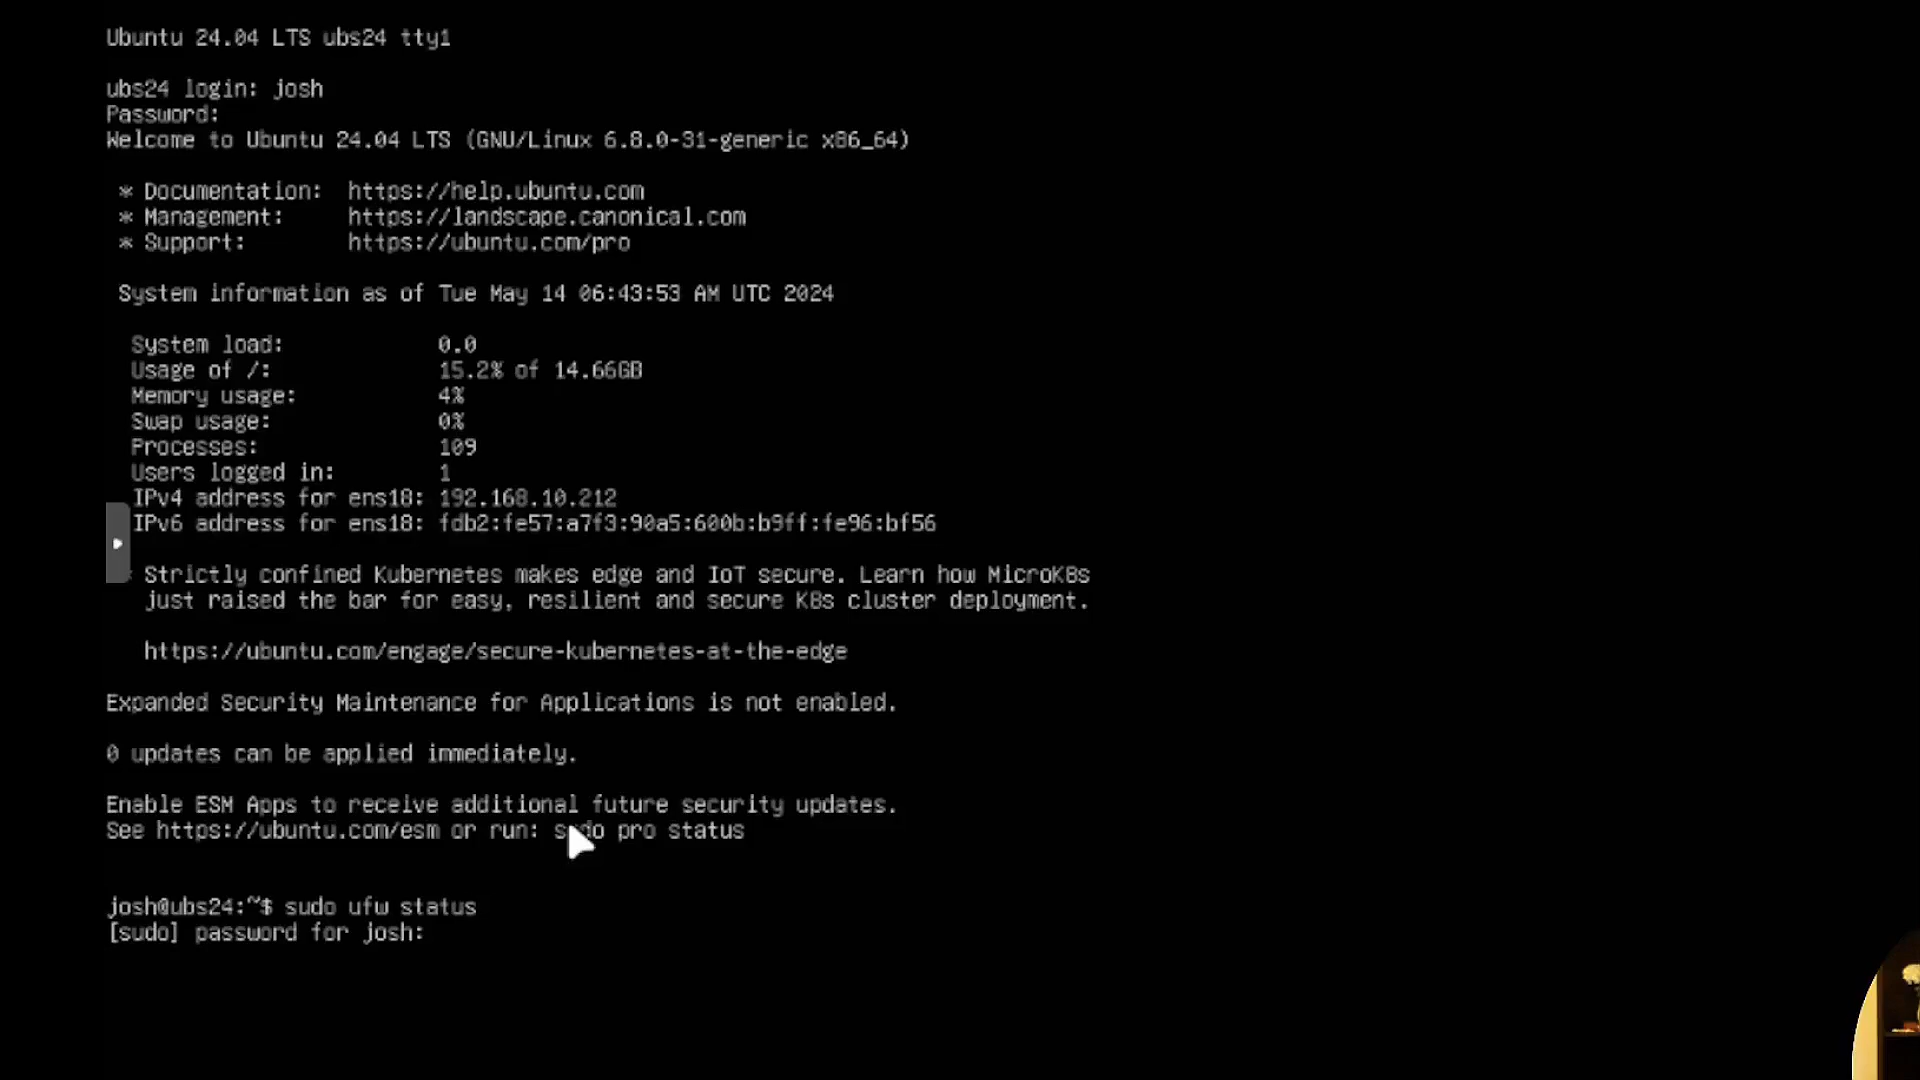 Ubuntu 24.04 LTS ubs24 tty1
ubs24 login: josh
Password:
Welcome to Ubuntu 24.04 LTS (GNU/Linux 6.8.0-31-generic x86_64)
* Documentation: https://help.ubuntu.com
* Management: https://landscape.canonical.com
* Support: https://ubuntu.com/pro
System information as of Tue May 14 06:43:53 AM UTC 2024
System load: 0.0
Usage of /: 15.2% of 14.66GB
Memory usage: 4%
Swap usage: 0%
Processes: 109
Users logged in: 1
IPv4 address for ens18: 192.168.10.212
IPv6 address for ens18: fdb2:fe57:a7f3:90a5:600b:b9ff:fe96:bf56
Strictly confined Kubernetes makes edge and IoT secure. Learn how MicroK8s
just raised the bar for easy, resilient and secure K8s cluster deployment.
https://ubuntu.com/engage/secure-kubernetes-at-the-edge
Expanded Security Maintenance for Applications is not enabled.
0 updates can be applied immediately.
Enable ESM Apps to receive additional future security updates.
See https://ubuntu.com/esm or run: sudo pro status
josh@ubs24:~$ sudo ufw status
[sudo] password for josh: